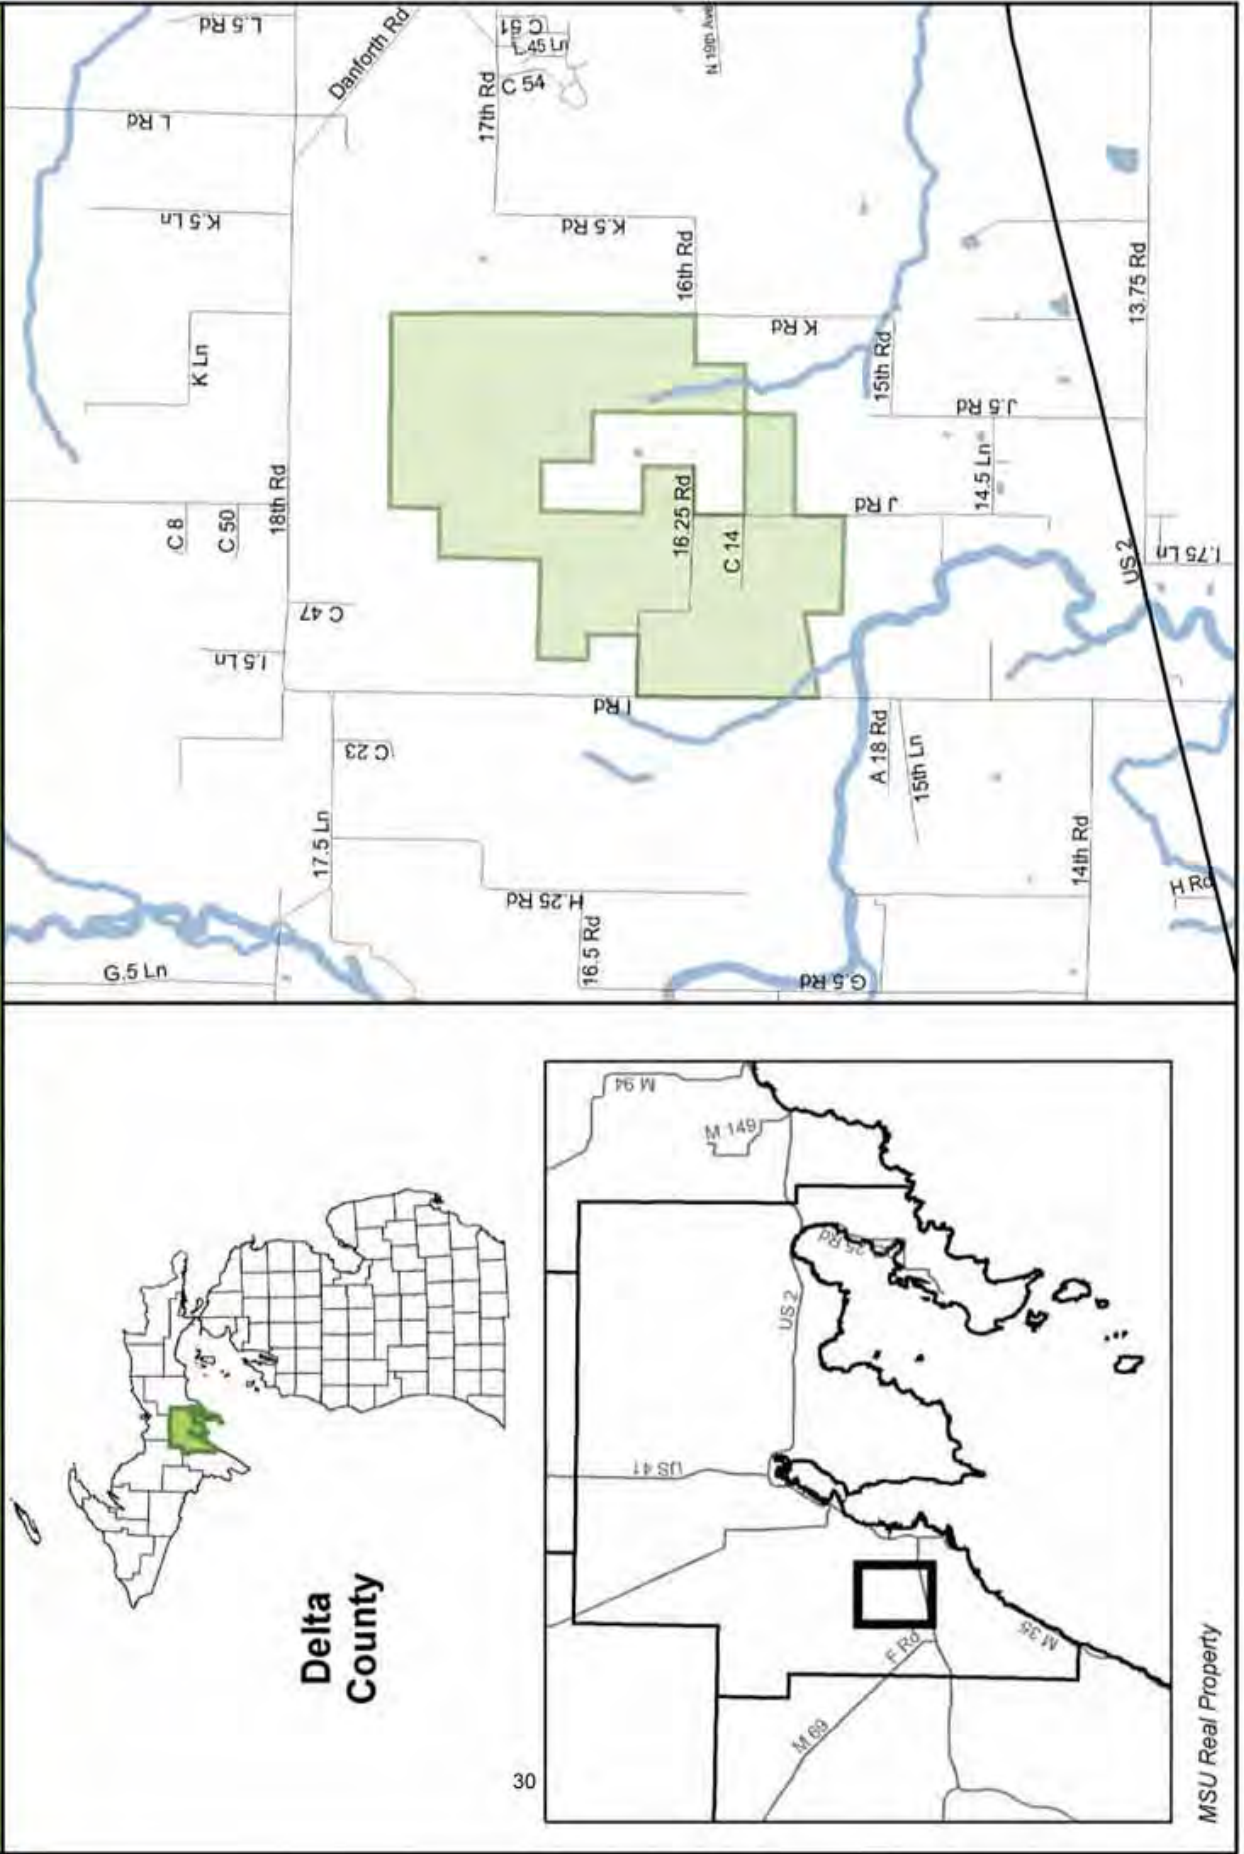 L.5 Rd
Danforth Rd
C 51
L.45 Ln
17th Rd
C 54
N 19th Ave
L Rd
K.5 Ln
K.5 Rd
16th Rd
K Rd
K Ln
15th Rd
13.75 Rd
J.5 Rd
18th Rd
C 8
C 50
16.25 Rd
C 14
J Rd
14.5 Ln
US 2
I.75 Ln
C 47
I.5 Ln
I Rd
C 23
A 18 Rd
15th Ln
17.5 Ln
14th Rd
H Rd
H.25 Rd
16.5 Rd
G.5 Rd
G.5 Ln
Delta
County
M 94
M 149
25 Rd
US 2
US 41
F Rd
M 35
M 69
30
MSU Real Property